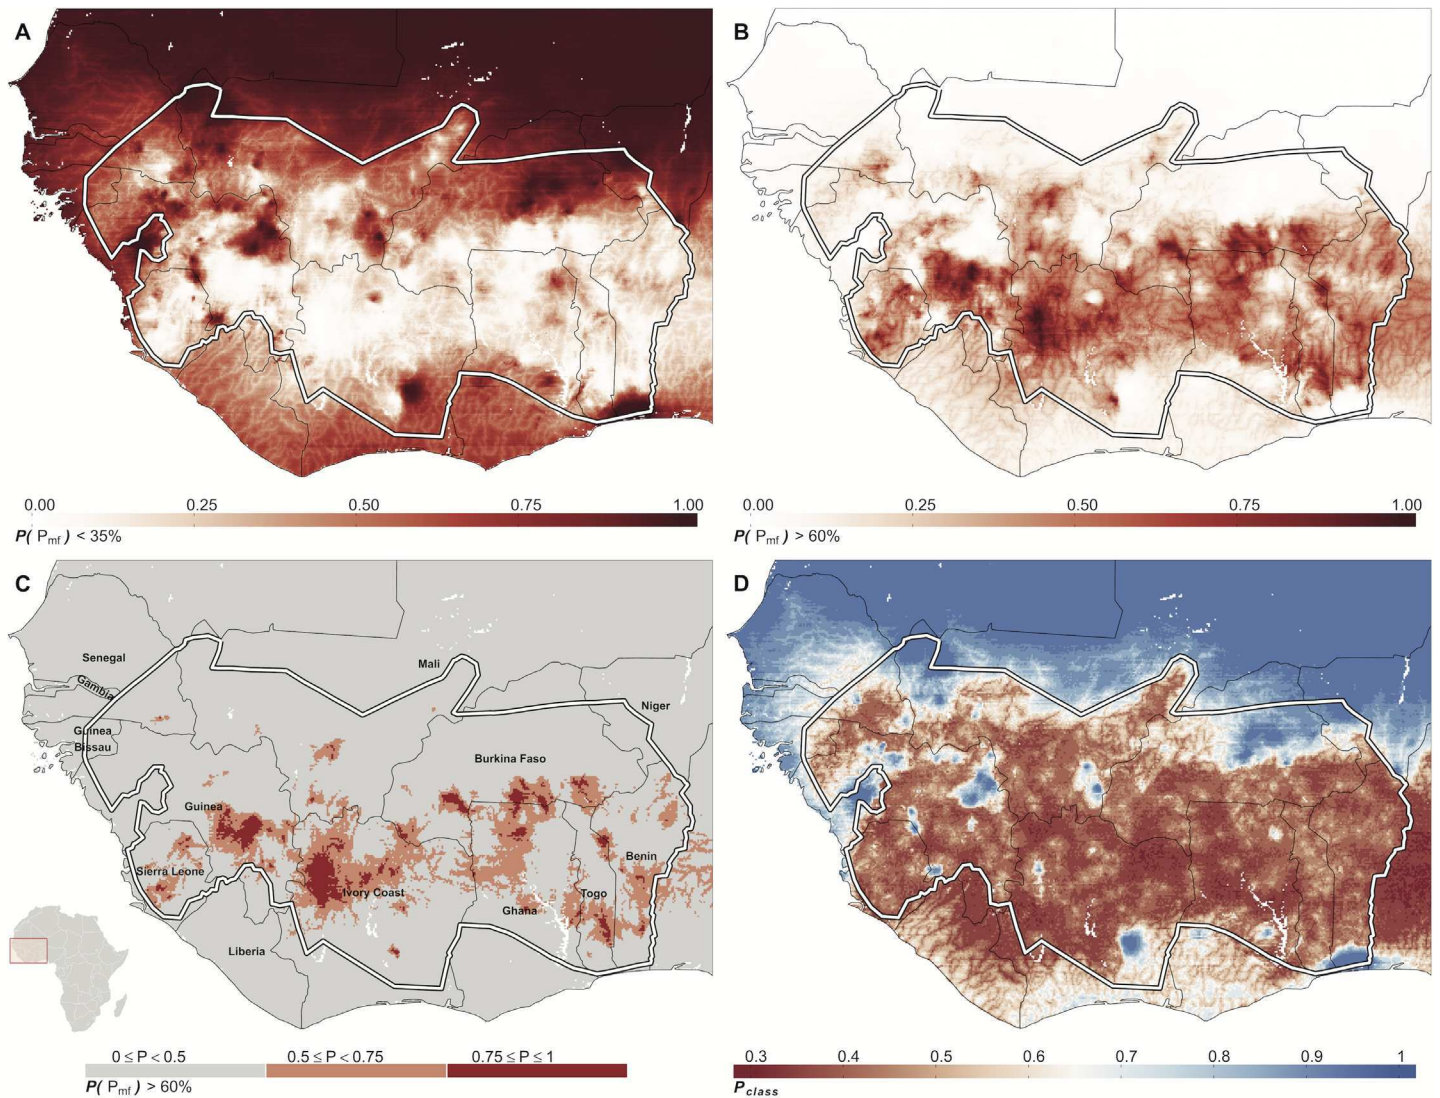 A
0.00 0.25 0.50 0.75 1.00
P( Pmf ) < 35%
B
0.00 0.25 0.50 0.75 1.00
P( Pmf ) > 60%
C
Senegal
Mali
Gambia
Niger
Guinea
Bissau
Burkina Faso
Guinea
Benin
Sierra Leone
Ivory Coast
Togo
Ghana
Liberia
0 ≤ P < 0.5 0.5 ≤ P < 0.75 0.75 ≤ P ≤ 1
P( Pmf ) > 60%
D
0.3 0.4 0.5 0.6 0.7 0.8 0.9 1
Pclass